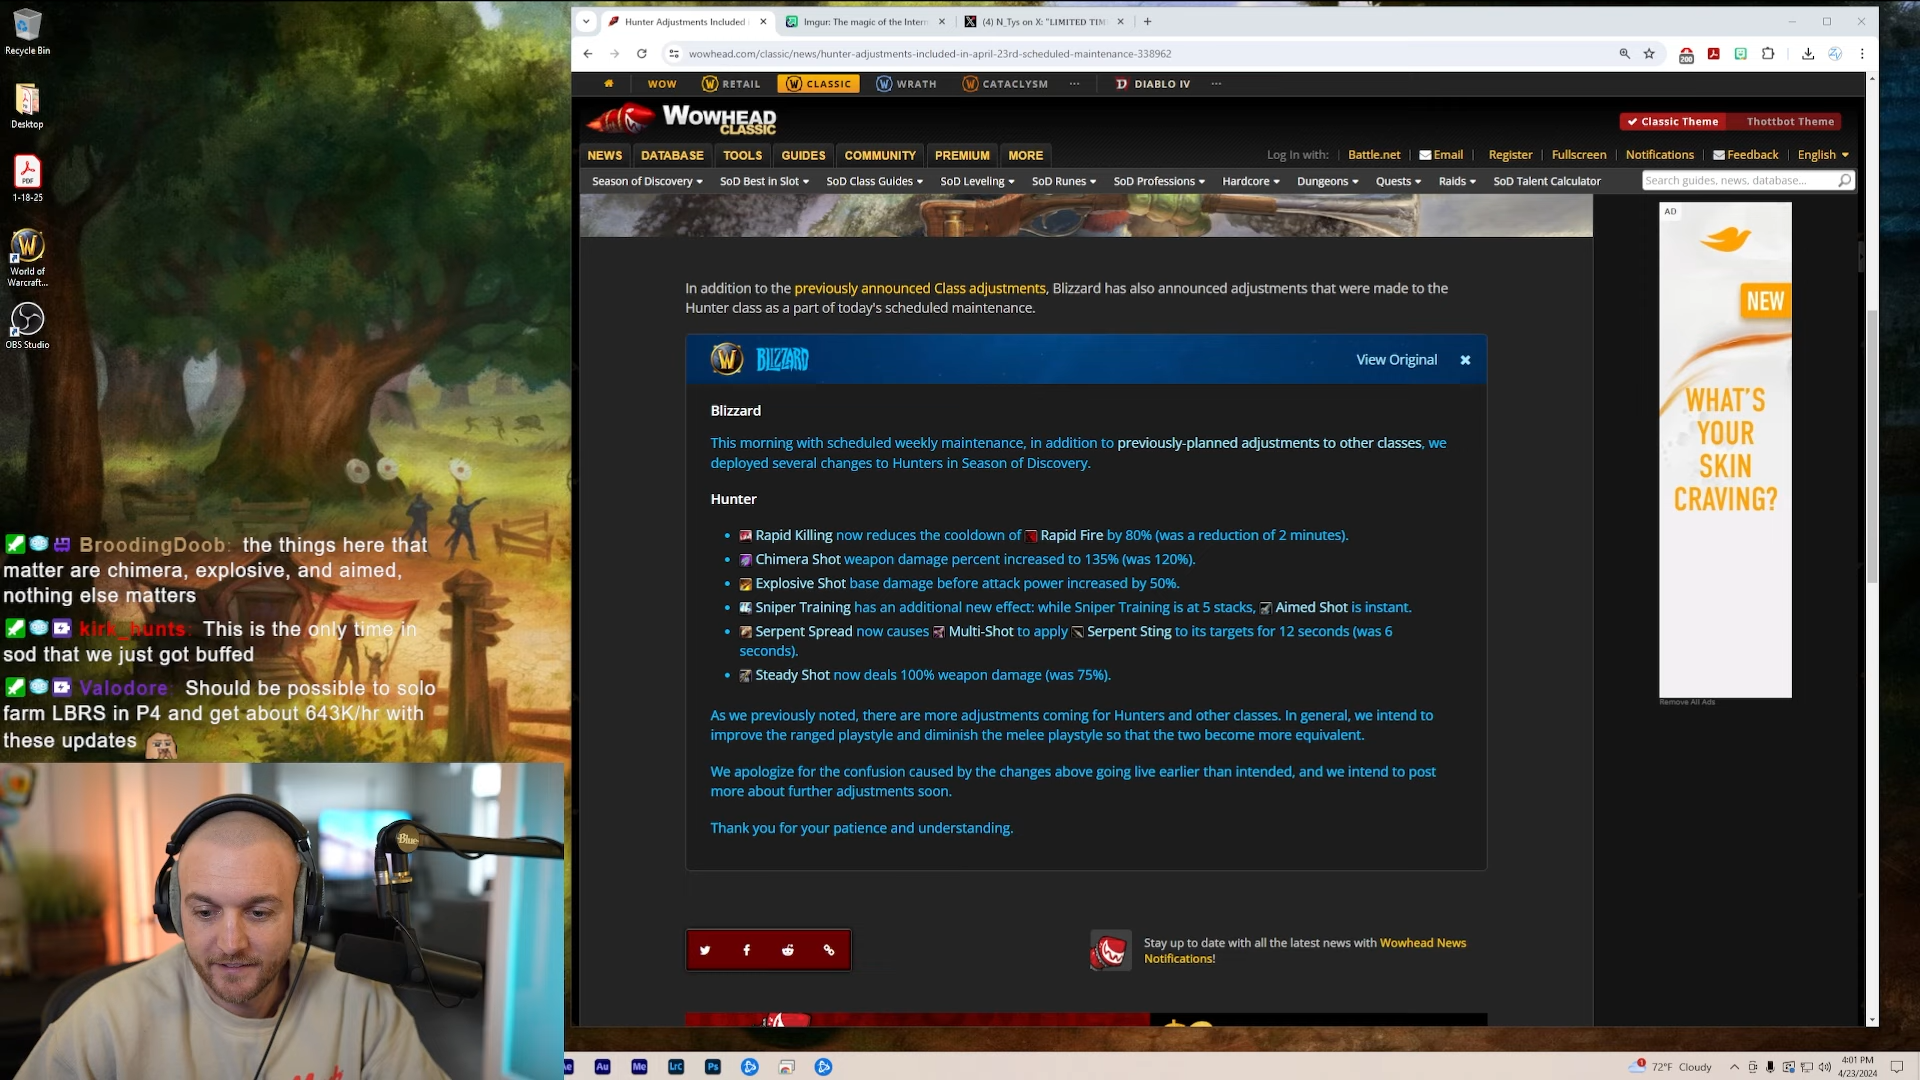 Recycle Bin
Desktop
PDF
1-18-25
World of
Warcraft...
OBS Studio
Hunter Adjustments Included
Imgur: The magic of the Intern
(4) N_Tys on X: "LIMITED TIM
wowhead.com/classic/news/hunter-adjustments-included-in-april-23rd-scheduled-maintenance-338962
200
WOW RETAIL CLASSIC WRATH CATACLYSM ... DIABLO IV ...
WOWHEAD
CLASSIC
Classic Theme Thottbot Theme
NEWS DATABASE TOOLS GUIDES COMMUNITY PREMIUM MORE
Log In with: Battle.net Email Register Fullscreen Notifications Feedback English
Season of Discovery SoD Best in Slot SoD Class Guides SoD Leveling SoD Runes SoD Professions Hardcore Dungeons Quests Raids SoD Talent Calculator
Search guides, news, database...
In addition to the previously announced Class adjustments, Blizzard has also announced adjustments that were made to the
Hunter class as a part of today's scheduled maintenance.
BLIZZARD
View Original
Blizzard
This morning with scheduled weekly maintenance, in addition to previously-planned adjustments to other classes, we
deployed several changes to Hunters in Season of Discovery.
Hunter
• Rapid Killing now reduces the cooldown of Rapid Fire by 80% (was a reduction of 2 minutes).
• Chimera Shot weapon damage percent increased to 135% (was 120%).
• Explosive Shot base damage before attack power increased by 50%.
• Sniper Training has an additional new effect: while Sniper Training is at 5 stacks, Aimed Shot is instant.
• Serpent Spread now causes Multi-Shot to apply Serpent Sting to its targets for 12 seconds (was 6
seconds).
• Steady Shot now deals 100% weapon damage (was 75%).
As we previously noted, there are more adjustments coming for Hunters and other classes. In general, we intend to
improve the ranged playstyle and diminish the melee playstyle so that the two become more equivalent.
We apologize for the confusion caused by the changes above going live earlier than intended, and we intend to post
more about further adjustments soon.
Thank you for your patience and understanding.
Stay up to date with all the latest news with Wowhead News
Notifications!
AD
NEW
WHAT'S
YOUR
SKIN
CRAVING?
Remove All Ads
BroodingDoob: the things here that
matter are chimera, explosive, and aimed,
nothing else matters
kirk_hunts: This is the only time in
sod that we just got buffed
Valodore: Should be possible to solo
farm LBRS in P4 and get about 643K/hr with
these updates
Blue
Ae Au Me Lrc Ps
1
72°F Cloudy
4:01 PM
4/23/2024